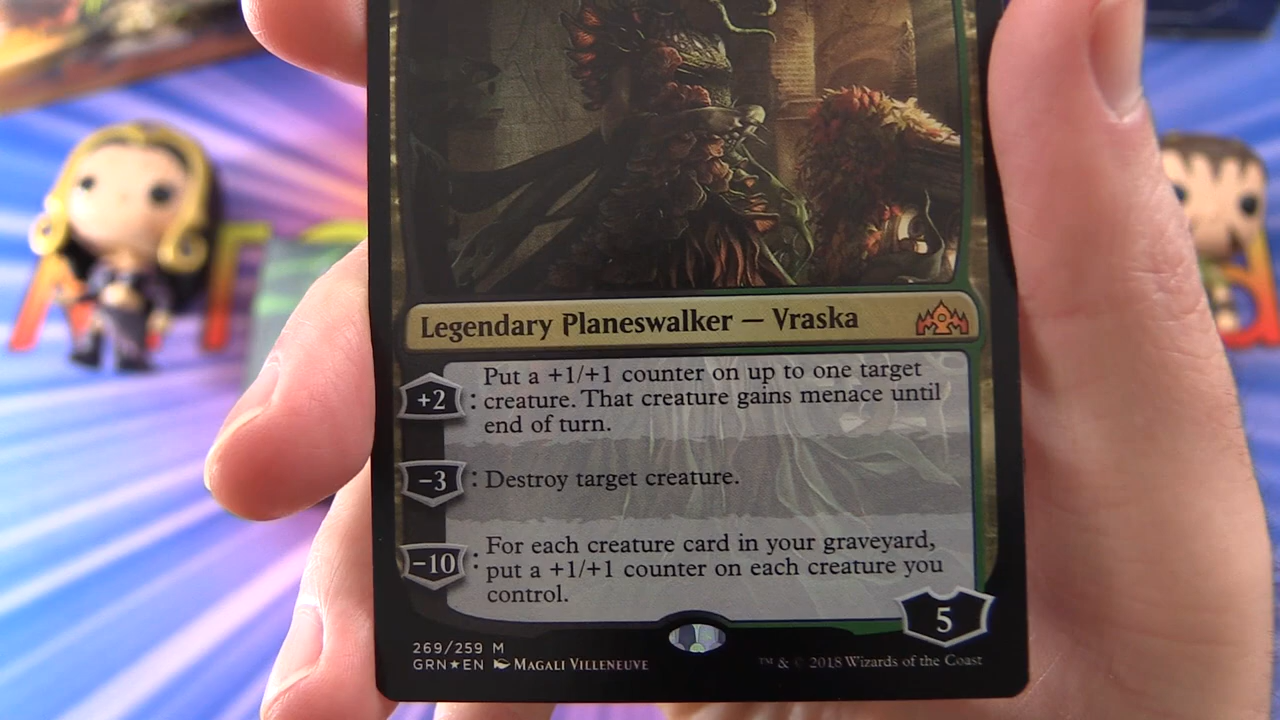 Legendary Planeswalker — Vraska
+2 : Put a +1/+1 counter on up to one target
creature. That creature gains menace until
end of turn.
−3 : Destroy target creature.
−10 : For each creature card in your graveyard,
put a +1/+1 counter on each creature you
control.
5
269/259 M
GRN★EN Magali Villeneuve
™ & © 2018 Wizards of the Coast